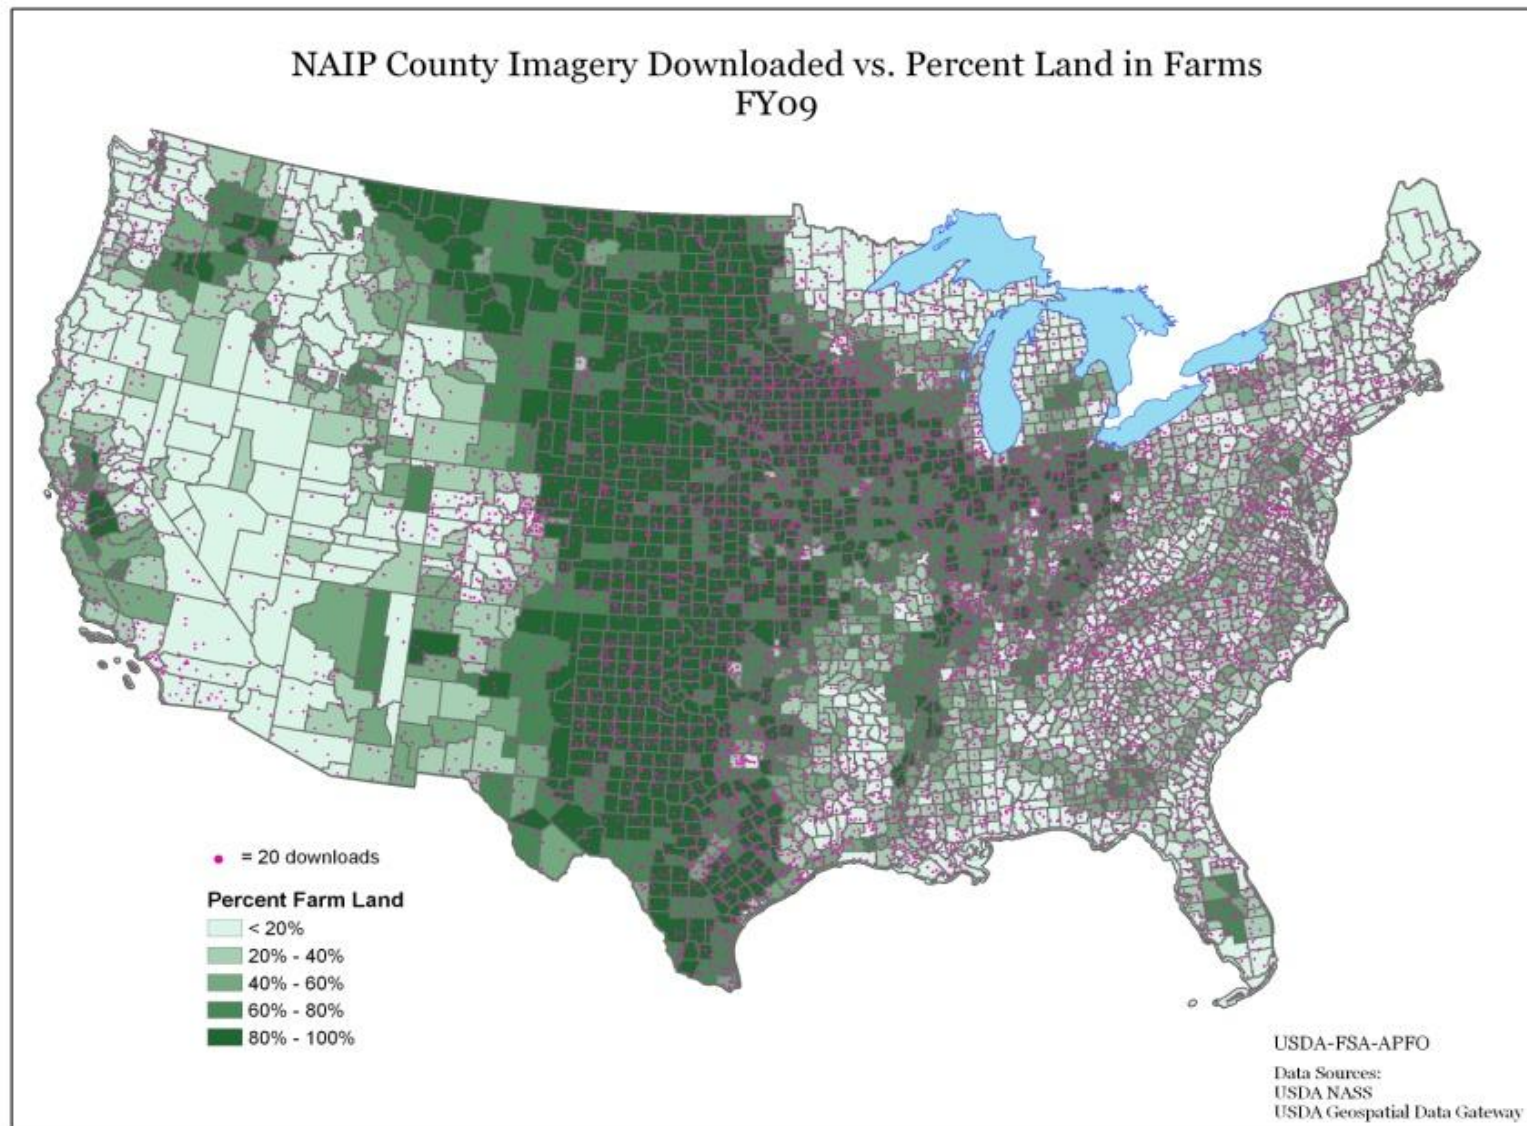 NAIP County Imagery Downloaded vs. Percent Land in Farms
FY09
= 20 downloads
Percent Farm Land
< 20%
20% - 40%
40% - 60%
60% - 80%
80% - 100%
USDA-FSA-APFO
Data Sources:
USDA NASS
USDA Geospatial Data Gateway